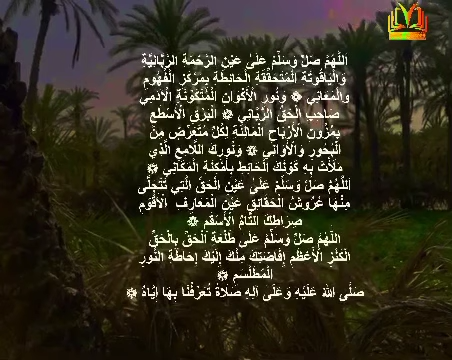 اللَّهُمَّ صَلِّ وَسَلِّمْ عَلَىٰ عَيْنِ الرَّحْمَةِ الرَّبَّانِيَّةِ
وَالْيَاقُوتَةِ الْمُتَحَقِّقَةِ الْحَائِطَةِ بِمَرْكَزِ الْفُهُومِ
وَالْمَعَانِي ۞ وَنُورِ الْأَكْوَانِ الْمُتَكَوِّنَةِ الْآدَمِي
صَاحِبِ الْحَقِّ الرَّبَّانِي ۞ الْبَرْقِ الْأَسْطَعِ
بِمُزُونِ الْأَرْبَاحِ الْمَالِئَةِ لِكُلِّ مُتَعَرِّضٍ مِنَ
الْبُحُورِ وَالْأَوَانِي ۞ وَنُورِكَ اللَّامِعِ الَّذِي
مَلَأْتَ بِهِ كَوْنَكَ الْحَائِطِ بِأَمْكِنَةِ الْمَكَانِي ۞
اَللَّهُمَّ صَلِّ وَسَلِّمْ عَلَىٰ عَيْنِ الْحَقِّ الَّتِي تَتَجَلَّى
مِنْهَا عُرُوشُ الْحَقَائِقِ عَيْنِ الْمَعَارِفِ الْأَقْوَمِ
صِرَاطِكَ التَّامِّ الْأَسْقَمِ ۞
اَللَّهُمَّ صَلِّ وَسَلِّمْ عَلَى طَلْعَةِ الْحَقِّ بِالْحَقِّ
الْكَنْزِ الْأَعْظَمِ إِفَاضَتِكَ مِنْكَ إِلَيْكَ إِحَاطَةِ النُّورِ
الْمُطَلْسَمِ ۞
صَلَّى اللهُ عَلَيْهِ وَعَلَى آلِهِ صَلَاةً تُعَرِّفُنَا بِهَا إِيَّاهُ ۞